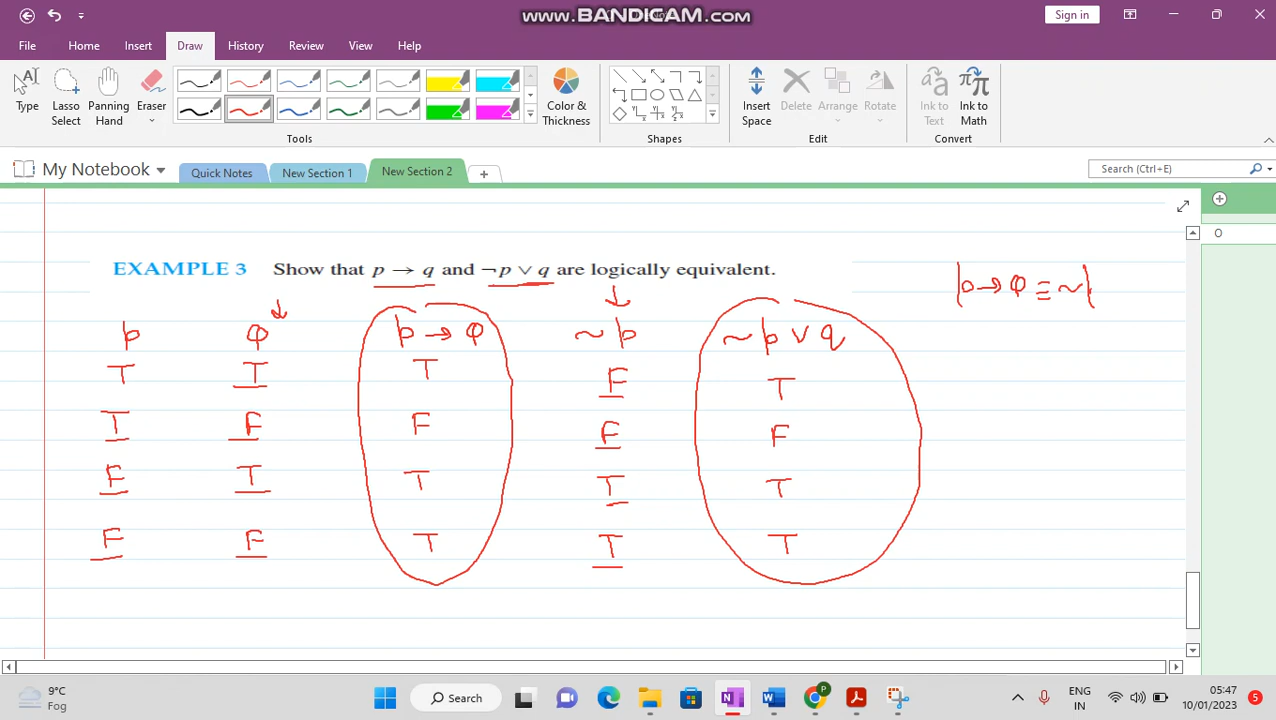 www.BANDICAM.com
Sign in
File Home Insert Draw History Review View Help
Type
Lasso Select
Panning Hand
Eraser
Color & Thickness
Insert Space
Delete
Arrange
Rotate
Ink to Text
Ink to Math
Tools
Shapes
Edit
Convert
My Notebook
Quick Notes
New Section 1
New Section 2
Search (Ctrl+E)
EXAMPLE 3 Show that p → q and ¬p ∨ q are logically equivalent.
p → q ≡ ~
p q p → q ~p ~p ∨ q
T T T F T
T F F F F
F T T T T
F F T T T
9°C
Fog
Search
ENG
IN
05:47
10/01/2023
5